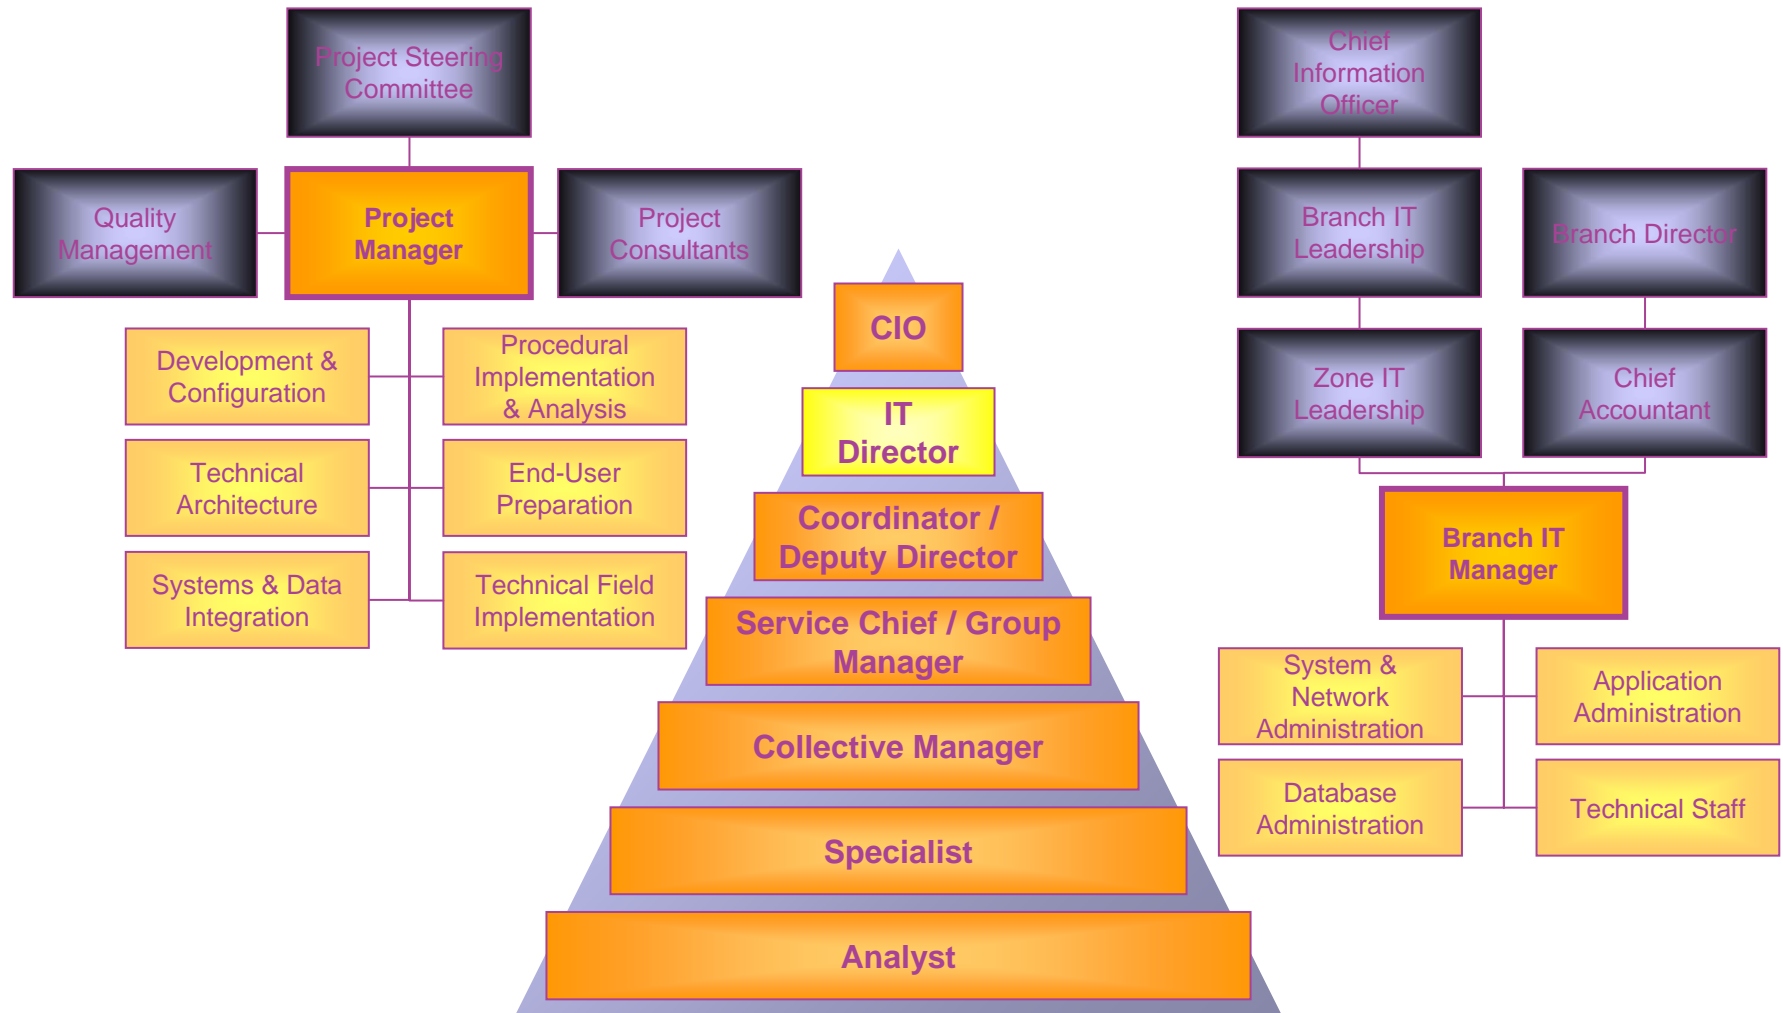 Project Steering
Committee
Quality
Management
Project
Manager
Project
Consultants
Development &
Configuration
Procedural
Implementation
& Analysis
Technical
Architecture
End-User
Preparation
Systems & Data
Integration
Technical Field
Implementation
CIO
IT
Director
Coordinator /
Deputy Director
Service Chief / Group
Manager
Collective Manager
Specialist
Analyst
Chief
Information
Officer
Branch IT
Leadership
Branch Director
Zone IT
Leadership
Chief
Accountant
Branch IT
Manager
System &
Network
Administration
Application
Administration
Database
Administration
Technical Staff